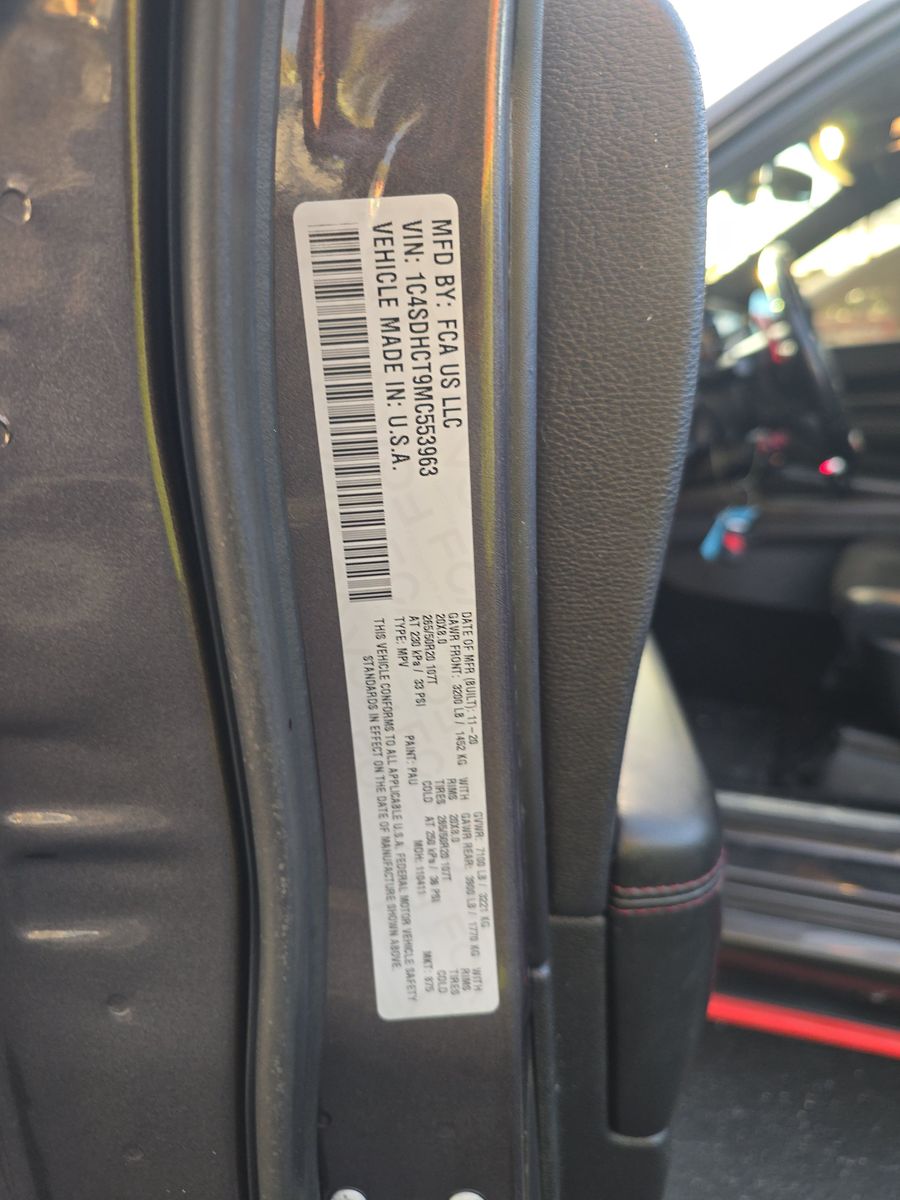 MFD BY: FCA US LLC
VIN: 1C4SDHCT9MC553963
VEHICLE MADE IN: U.S.A.
DATE OF MFR (BUILT): 11-20 GVWR: 7100 LB / 3221 KG
GAWR FRONT: 3200 LB / 1452 KG WITH GAWR REAR: 3900 LB / 1770 KG WITH
20X8.0 RIMS 20X8.0 RIMS
265/50R20 107T TIRES 265/50R20 107T TIRES
AT 230 kPa / 33 PSI COLD AT 250 kPa / 36 PSI COLD
TYPE: MPV PAINT: PAU MDH: 110411 MKT: 875
THIS VEHICLE CONFORMS TO ALL APPLICABLE U.S.A. FEDERAL MOTOR VEHICLE SAFETY
STANDARDS IN EFFECT ON THE DATE OF MANUFACTURE SHOWN ABOVE.